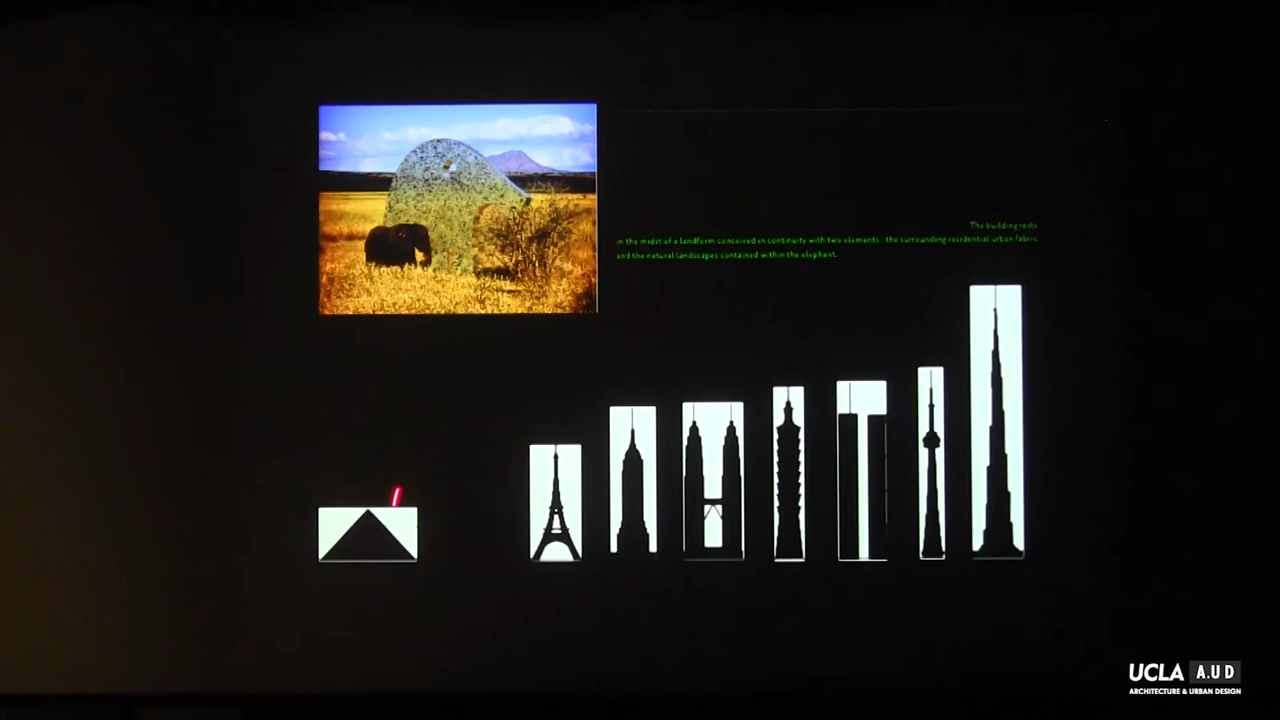 The building rests
in the midst of a landform conceived in continuity with two elements: the surrounding residential urban fabric
and the natural landscapes contained within the elephant.
UCLA A.UD
ARCHITECTURE & URBAN DESIGN